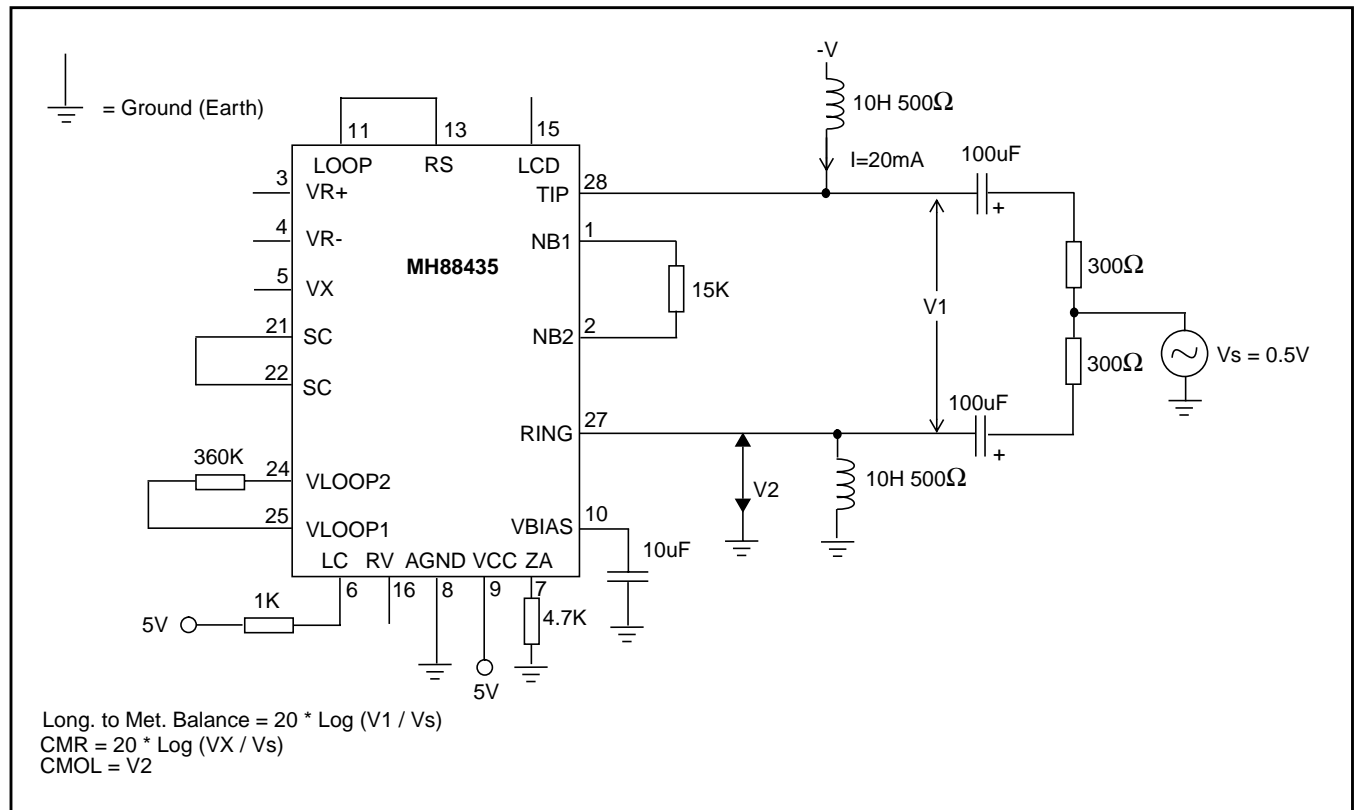 = Ground (Earth)
-V
10H 500Ω
I=20mA
100uF
+
11
13
15
LOOP
RS
LCD
3
VR+
TIP
28
4
VR-
NB1
1
MH88435
5
VX
15K
300Ω
V1
21
SC
NB2
2
Vs = 0.5V
22
SC
300Ω
100uF
+
RING
27
360K
24
VLOOP2
10H 500Ω
V2
25
VLOOP1
VBIAS
10
10uF
LC RV AGND VCC ZA
6
16
8
9
7
1K
5V
4.7K
5V
Long. to Met. Balance = 20 * Log (V1 / Vs)
CMR = 20 * Log (VX / Vs)
CMOL = V2